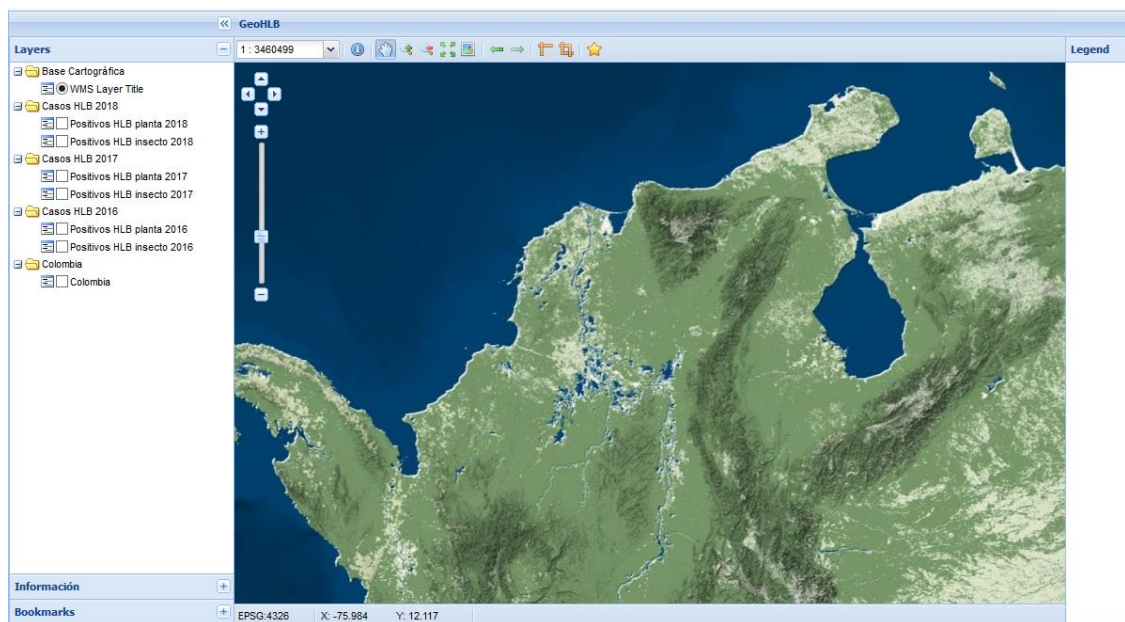 GeoHLB
Layers
1 : 3460499
Legend
Base Cartográfica
WMS Layer Title
Casos HLB 2018
Positivos HLB planta 2018
Positivos HLB insecto 2018
Casos HLB 2017
Positivos HLB planta 2017
Positivos HLB insecto 2017
Casos HLB 2016
Positivos HLB planta 2016
Positivos HLB insecto 2016
Colombia
Colombia
Información
Bookmarks
EPSG:4326 X: -75.984 Y: 12.117